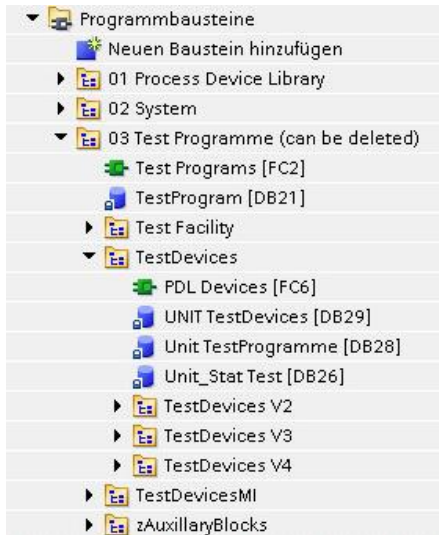 Programmbausteine
Neuen Baustein hinzufügen
01 Process Device Library
02 System
03 Test Programme (can be deleted)
Test Programs [FC2]
TestProgram [DB21]
Test Facility
TestDevices
PDL Devices [FC6]
UNIT TestDevices [DB29]
Unit TestProgramme [DB28]
Unit_Stat Test [DB26]
TestDevices V2
TestDevices V3
TestDevices V4
TestDevicesMI
zAuxillaryBlocks